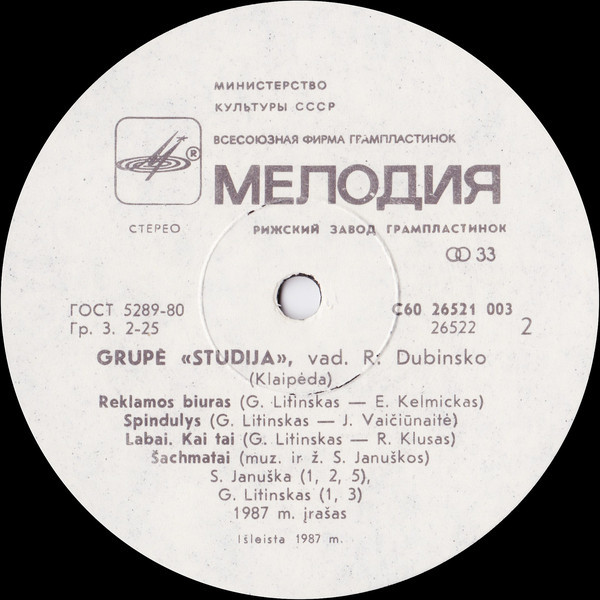 МИНИСТЕРСТВО
КУЛЬТУРЫ СССР
ВСЕСОЮЗНАЯ ФИРМА ГРАМПЛАСТИНОК
®
МЕЛОДИЯ
СТЕРЕО
РИЖСКИЙ ЗАВОД ГРАМПЛАСТИНОК
33
ГОСТ 5289-80
С60 26521 003
Гр. 3. 2-25
26522
2
GRUPĖ «STUDIJA», vad. R. Dubinsko
(Klaipėda)
Reklamos biuras (G. Litinskas — E. Kelmickas)
Spindulys (G. Litinskas — J. Vaičiūnaitė)
Labai. Kai tai (G. Litinskas — R. Klusas)
Šachmatai (muz. ir ž. S. Januškos)
S. Januška (1, 2, 5),
G. Litinskas (1, 3)
1987 m. įrašas
Išleista 1987 m.